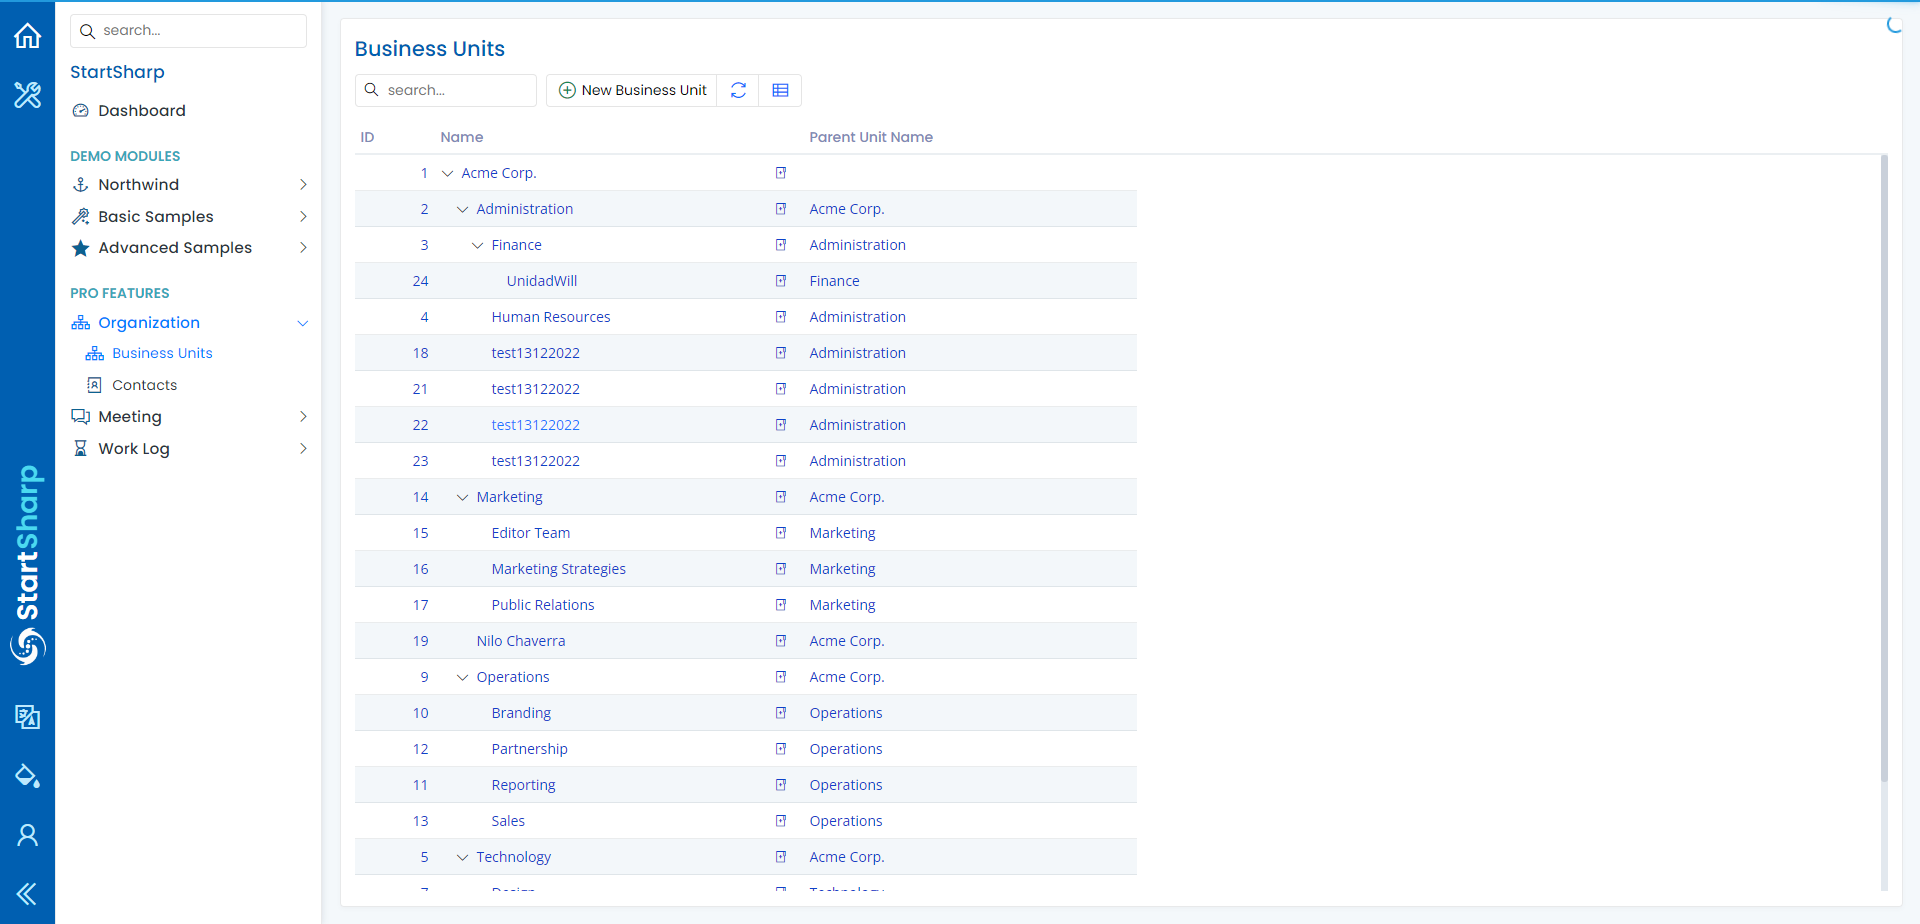 search...
StartSharp
Dashboard
DEMO MODULES
Northwind
Basic Samples
Advanced Samples
PRO FEATURES
Organization
Business Units
Contacts
Meeting
Work Log
StartSharp
Business Units
search...
New Business Unit
ID Name Parent Unit Name
1 Acme Corp.
2 Administration Acme Corp.
3 Finance Administration
24 UnidadWill Finance
4 Human Resources Administration
18 test13122022 Administration
21 test13122022 Administration
22 test13122022 Administration
23 test13122022 Administration
14 Marketing Acme Corp.
15 Editor Team Marketing
16 Marketing Strategies Marketing
17 Public Relations Marketing
19 Nilo Chaverra Acme Corp.
9 Operations Acme Corp.
10 Branding Operations
12 Partnership Operations
11 Reporting Operations
13 Sales Operations
5 Technology Acme Corp.
7 Design Technology